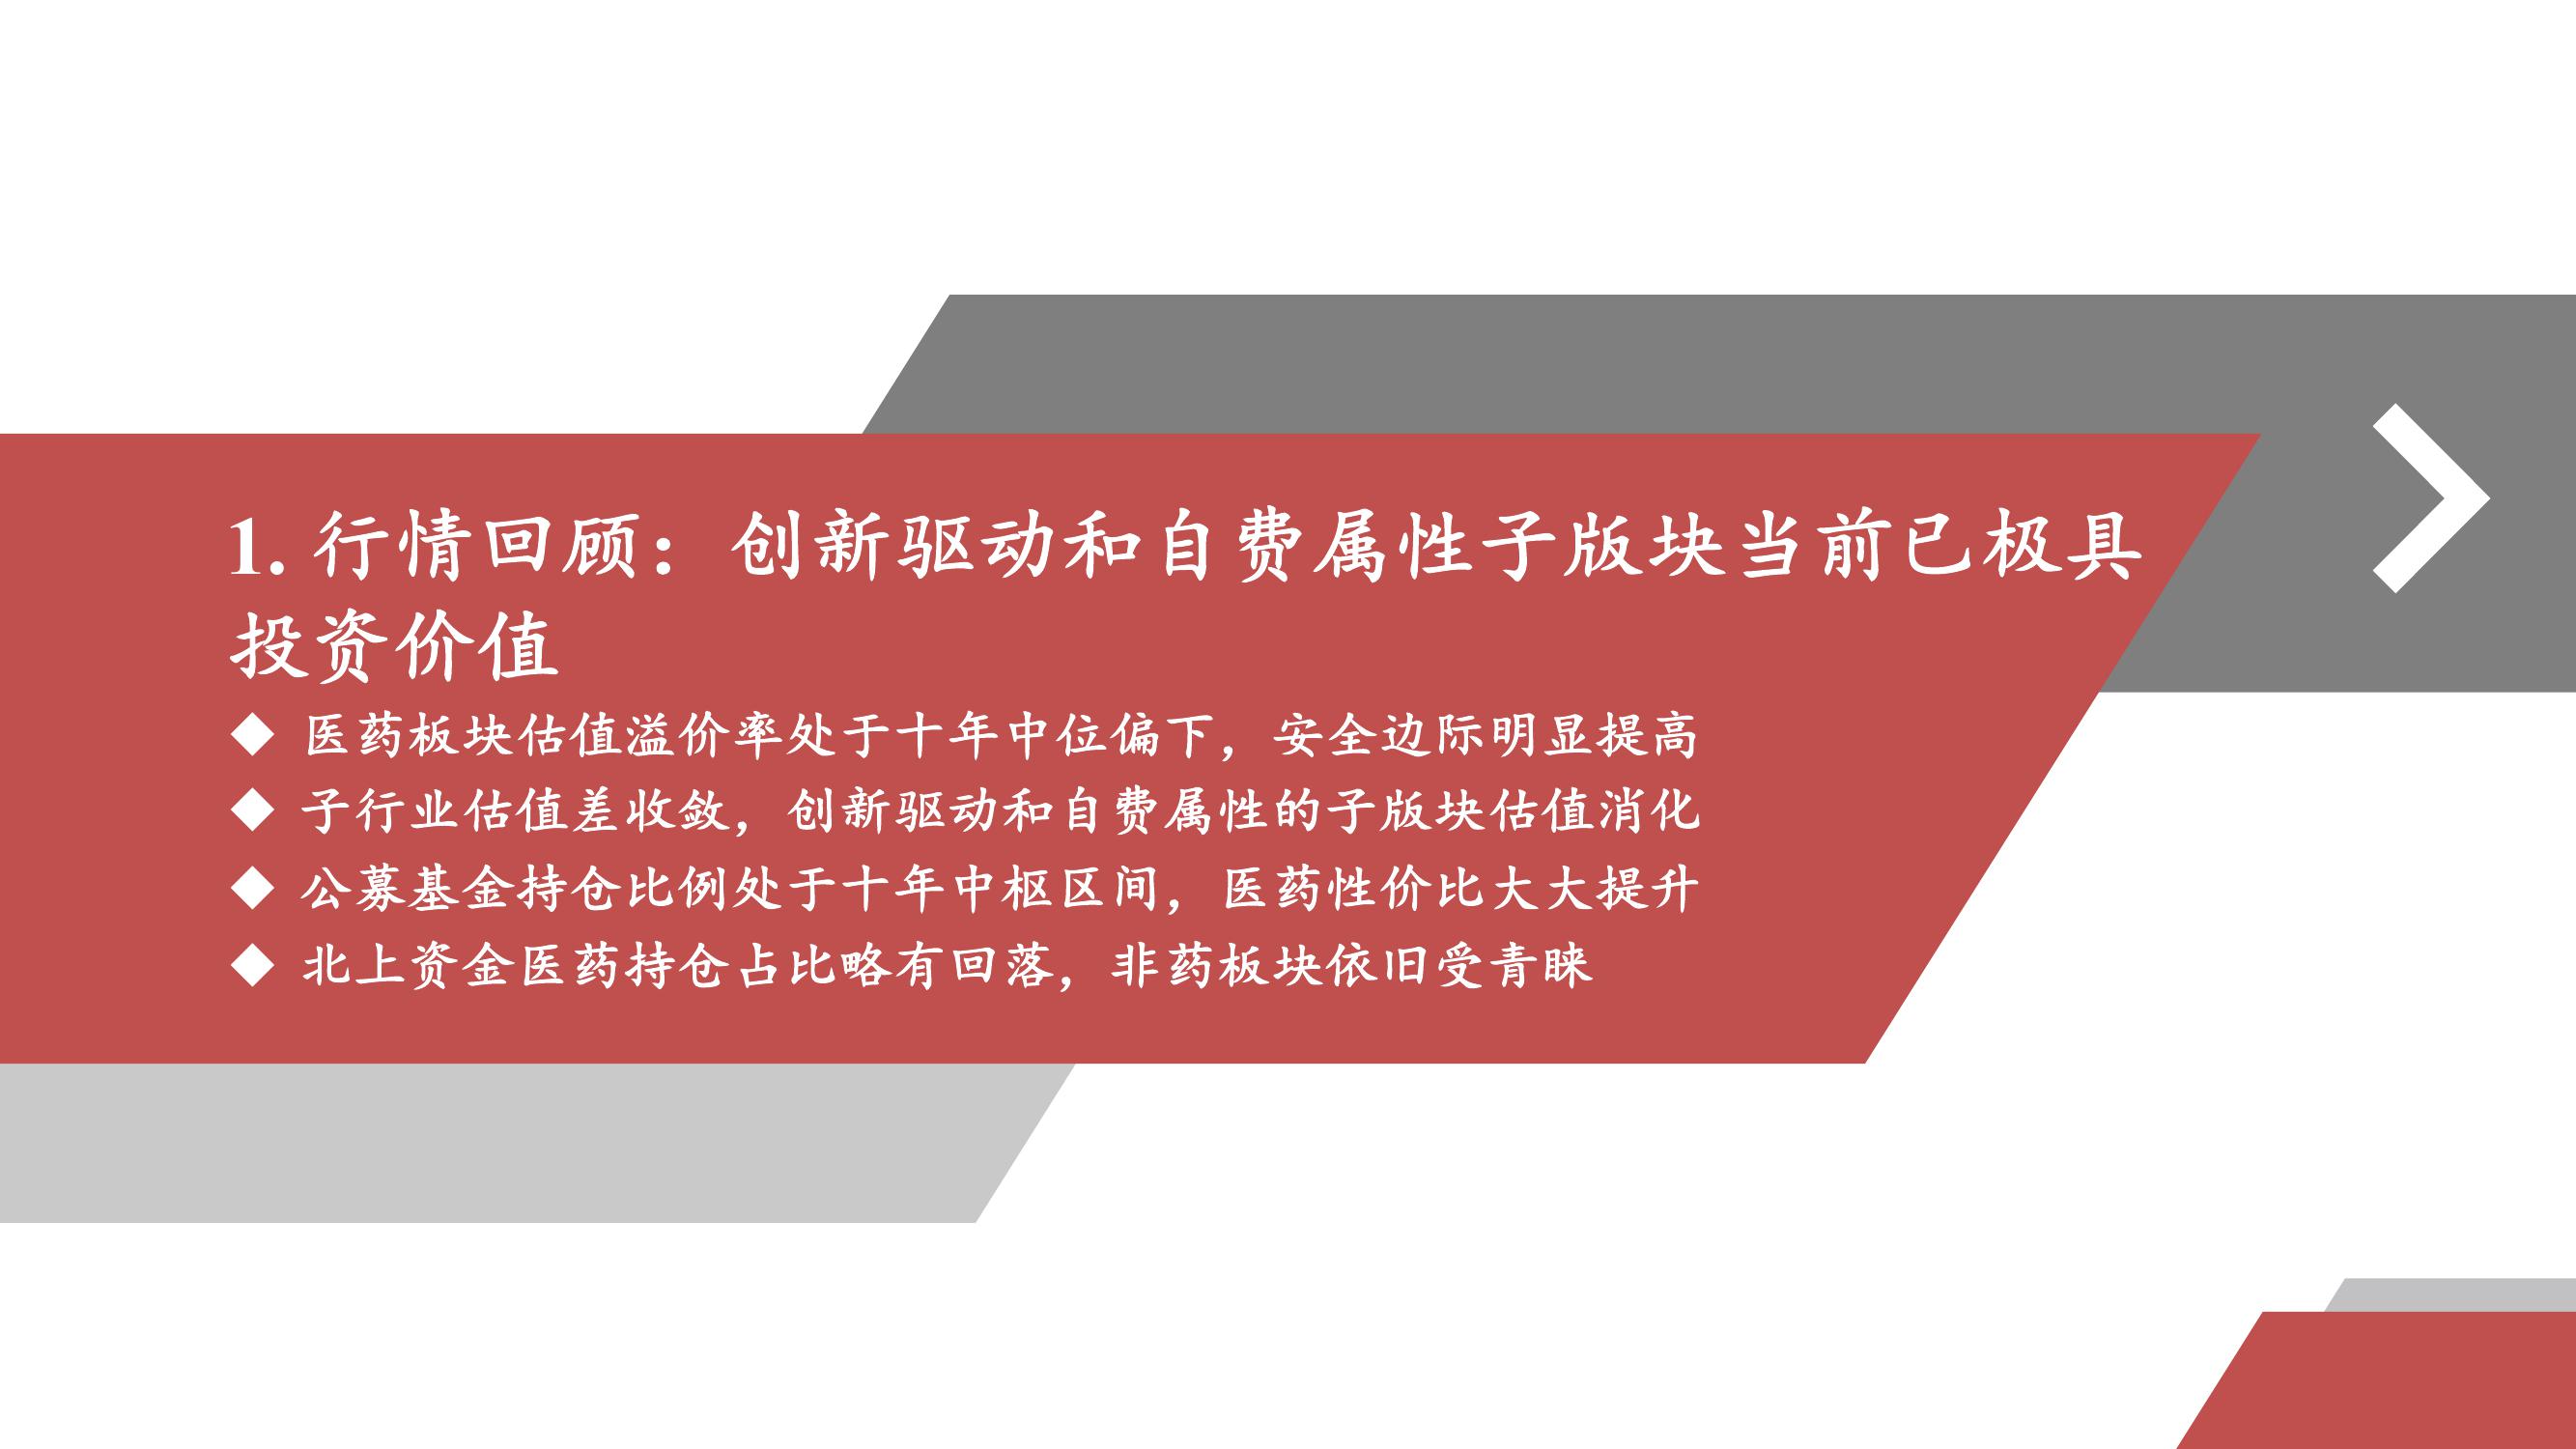 1. 行情回顾：创新驱动和自费属性子版块当前已极具
投资价值
◆ 医药板块估值溢价率处于十年中位偏下，安全边际明显提高
◆ 子行业估值差收敛，创新驱动和自费属性的子版块估值消化
◆ 公募基金持仓比例处于十年中枢区间，医药性价比大大提升
◆ 北上资金医药持仓占比略有回落，非药板块依旧受青睐